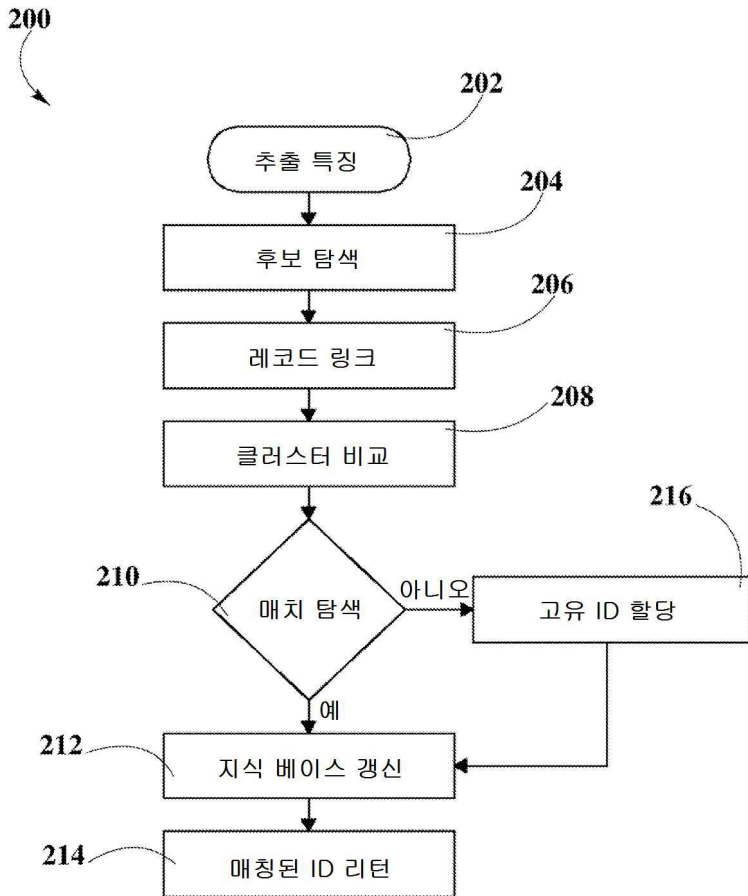 200
202
추출 특징
204
후보 탐색
206
레코드 링크
208
클러스터 비교
216
210
매치 탐색
아니오
고유 ID 할당
예
212
지식 베이스 갱신
214
매칭된 ID 리턴